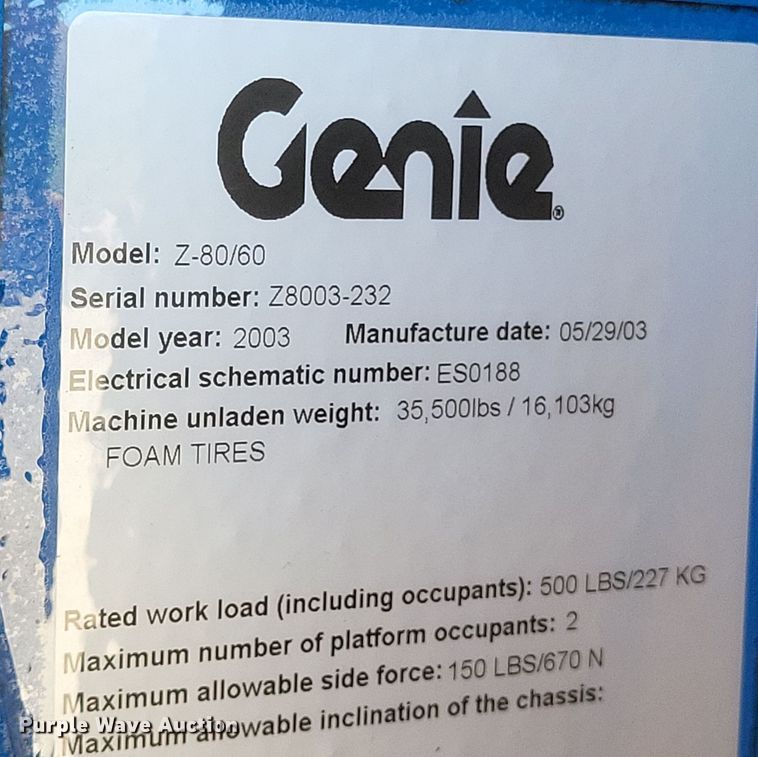 Genie®
Model: Z-80/60
Serial number: Z8003-232
Model year: 2003 Manufacture date: 05/29/03
Electrical schematic number: ES0188
Machine unladen weight: 35,500lbs / 16,103kg
FOAM TIRES
Rated work load (including occupants): 500 LBS/227 KG
Maximum number of platform occupants: 2
Maximum allowable side force: 150 LBS/670 N
Maximum allowable inclination of the chassis:
Purple Wave Auction